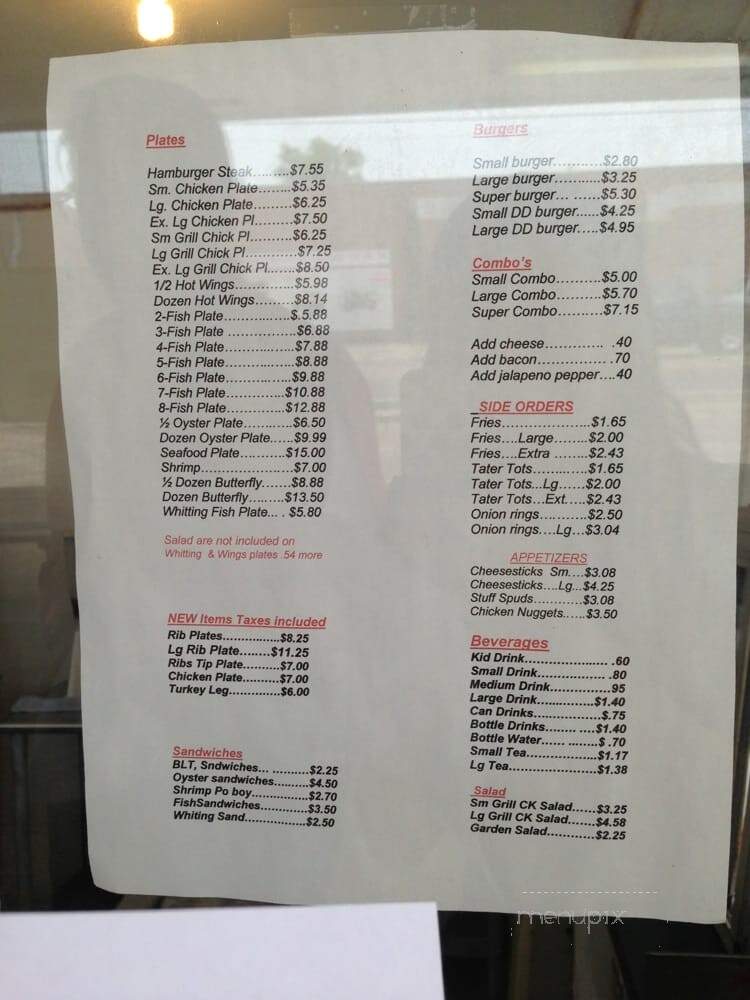 Plates
Hamburger Steak.........$7.55
Sm. Chicken Plate........$5.35
Lg. Chicken Plate.........$6.25
Ex. Lg Chicken Pl.........$7.50
Sm Grill Chick Pl..........$6.25
Lg Grill Chick Pl............$7.25
Ex. Lg Grill Chick Pl......$8.50
1/2 Hot Wings..............$5.98
Dozen Hot Wings.........$8.14
2-Fish Plate................$.5.88
3-Fish Plate ................$6.88
4-Fish Plate.................$7.88
5-Fish Plate.................$8.88
6-Fish Plate................$9.88
7-Fish Plate..............$10.88
8-Fish Plate..............$12.88
½ Oyster Plate............$6.50
Dozen Oyster Plate......$9.99
Seafood Plate............$15.00
Shrimp.......................$7.00
½ Dozen Butterfly.......$8.88
Dozen Butterfly.........$13.50
Whitting Fish Plate... . $5.80
Salad are not included on
Whitting & Wings plates .54 more
NEW Items Taxes included
Rib Plates..............$8.25
Lg Rib Plate........$11.25
Ribs Tip Plate..........$7.00
Chicken Plate..........$7.00
Turkey Leg.............$6.00
Sandwiches
BLT, Sndwiches... ..........$2.25
Oyster sandwiches.........$4.50
Shrimp Po boy...............$2.70
FishSandwiches.............$3.50
Whiting Sand.................$2.50
Burgers
Small burger...........$2.80
Large burger...........$3.25
Super burger... ......$5.30
Small DD burger......$4.25
Large DD burger.....$4.95
Combo's
Small Combo..........$5.00
Large Combo..........$5.70
Super Combo..........$7.15
Add cheese............. .40
Add bacon............... .70
Add jalapeno pepper....40
SIDE ORDERS
Fries.....................$1.65
Fries....Large........$2.00
Fries....Extra ........$2.43
Tater Tots.............$1.65
Tater Tots...Lg......$2.00
Tater Tots...Ext.....$2.43
Onion rings...........$2.50
Onion rings....Lg...$3.04
APPETIZERS
Cheesesticks Sm....$3.08
Cheesesticks....Lg...$4.25
Stuff Spuds............$3.08
Chicken Nuggets......$3.50
Beverages
Kid Drink..................... .60
Small Drink................. .80
Medium Drink...............95
Large Drink...............$1.40
Can Drinks.................$.75
Bottle Drinks........ ....$1.40
Bottle Water...... ........$ .70
Small Tea..................$1.17
Lg Tea.......................$1.38
Salad
Sm Grill CK Salad......$3.25
Lg Grill CK Salad.......$4.58
Garden Salad............$2.25
menupix